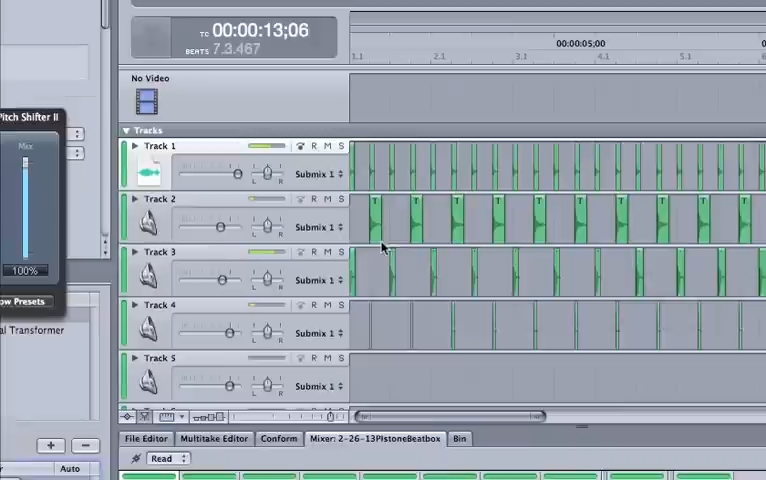 TC 00:00:13;06
BEATS 7.3.467
00:00:05;00
1.1 2.1 3.1 4.1 5.1
No Video
Pitch Shifter II
Mix
100%
Tracks
Track 1 R M S
L R Submix 1
Track 2 R M S
L R Submix 1
Track 3 R M S
L R Submix 1
Track 4 R M S
L R Submix 1
Track 5 R M S
L R Submix 1
T T T T T T T T T T
ow Presets
al Transformer
+ −
Auto
File Editor Multitake Editor Conform Mixer: 2-26-13PistoneBeatbox Bin
Read